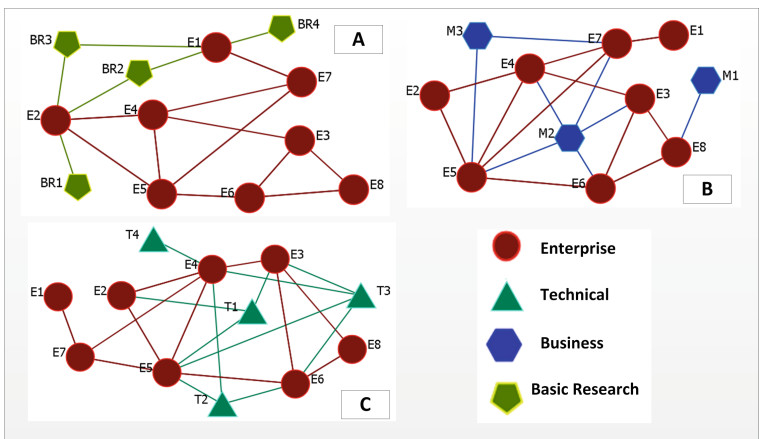 BR4
A
BR3
E1
BR2
E7
E2
E4
E3
BR1
E5
E6
E8
M3
E7
E1
E4
M1
E2
E3
M2
E8
E5
E6
B
T4
E4
E3
E1
E2
T1
T3
E7
E5
E8
E6
T2
C
Enterprise
Technical
Business
Basic Research